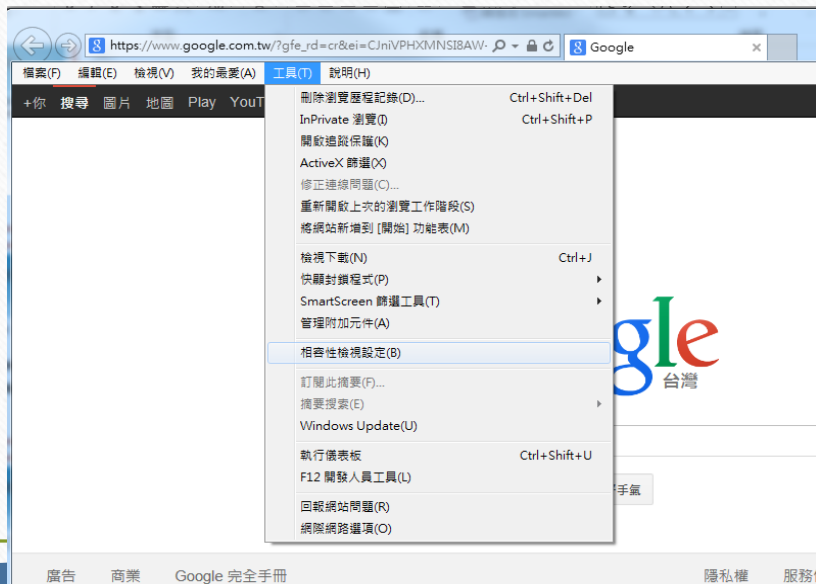 https://www.google.com.tw/?gfe_rd=cr&ei=CJniVPHXMNSI8AW- Google
檔案(F) 編輯(E) 檢視(V) 我的最愛(A) 工具(T) 說明(H)
+你 搜尋 圖片 地圖 Play YouT
刪除瀏覽歷程記錄(D)... Ctrl+Shift+Del
InPrivate 瀏覽(I) Ctrl+Shift+P
開啟追蹤保護(K)
ActiveX 篩選(X)
修正連線問題(C)...
重新開啟上次的瀏覽工作階段(S)
將網站新增到 [開始] 功能表(M)
檢視下載(N) Ctrl+J
快顯封鎖程式(P)
SmartScreen 篩選工具(T)
管理附加元件(A)
相容性檢視設定(B)
訂閱此摘要(F)...
摘要搜索(E)
Windows Update(U)
執行儀表板 Ctrl+Shift+U
F12 開發人員工具(L)
回報網站問題(R)
網際網路選項(O)
gle
台灣
手氣
廣告 商業 Google 完全手冊 隱私權 服務